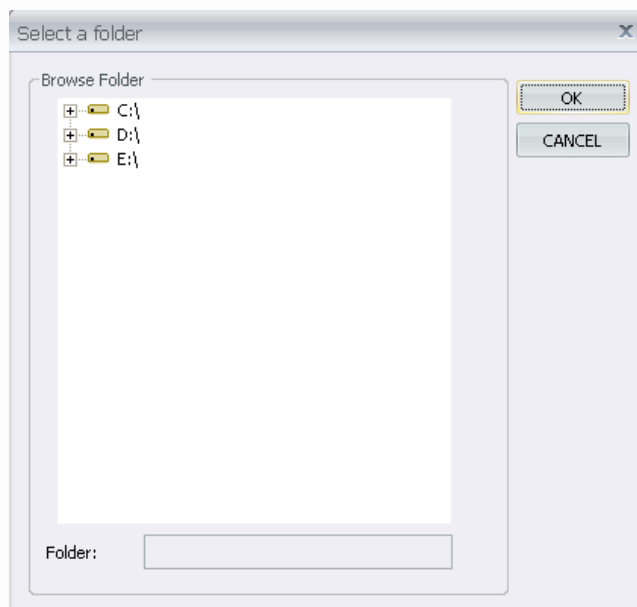 Select a folder
Browse Folder
C:\
D:\
E:\
OK
CANCEL
Folder: